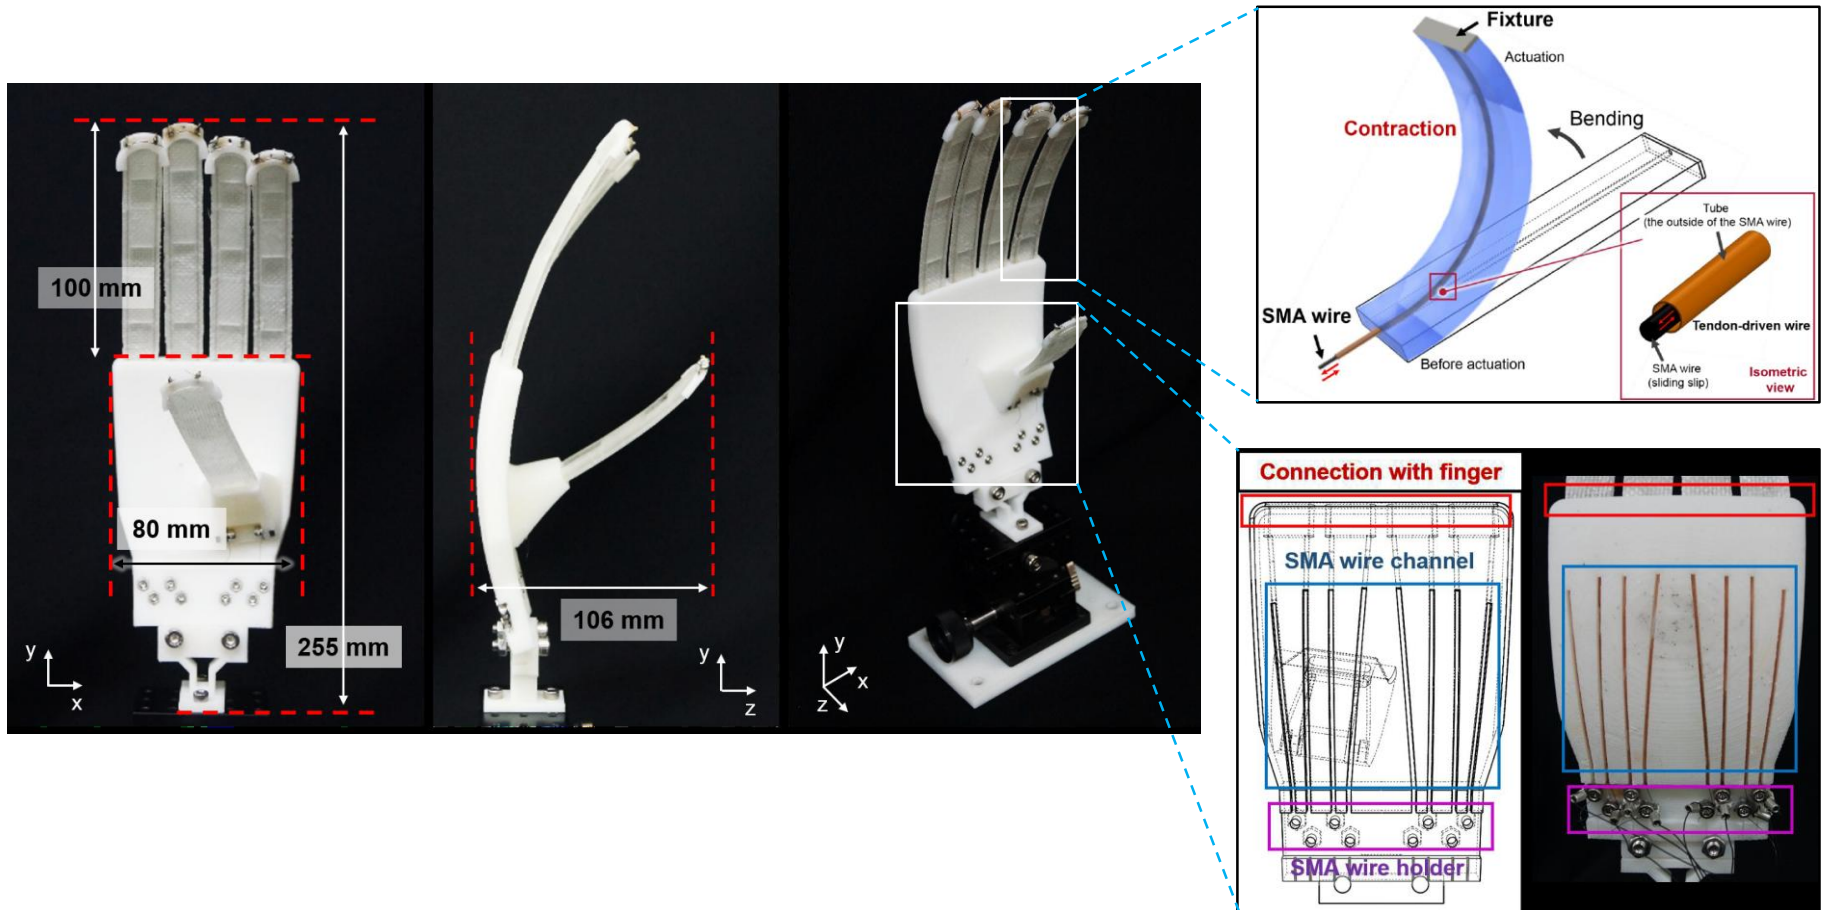 100 mm
80 mm
255 mm
y
x
106 mm
y
z
y
x
z
Fixture
Actuation
Contraction
Bending
Tube
(the outside of the SMA wire)
SMA wire
Tendon-driven wire
Before actuation
SMA wire
(sliding slip)
Isometric
view
Connection with finger
SMA wire channel
SMA wire holder